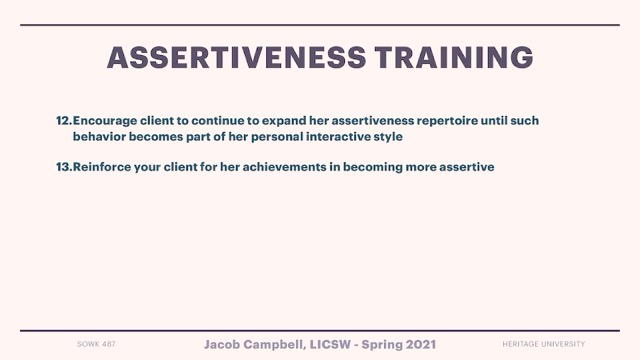 ASSERTIVENESS TRAINING
12.Encourage client to continue to expand her assertiveness repertoire until such
behavior becomes part of her personal interactive style
13.Reinforce your client for her achievements in becoming more assertive
SOWK 487 Jacob Campbell, LICSW - Spring 2021 HERITAGE UNIVERSITY